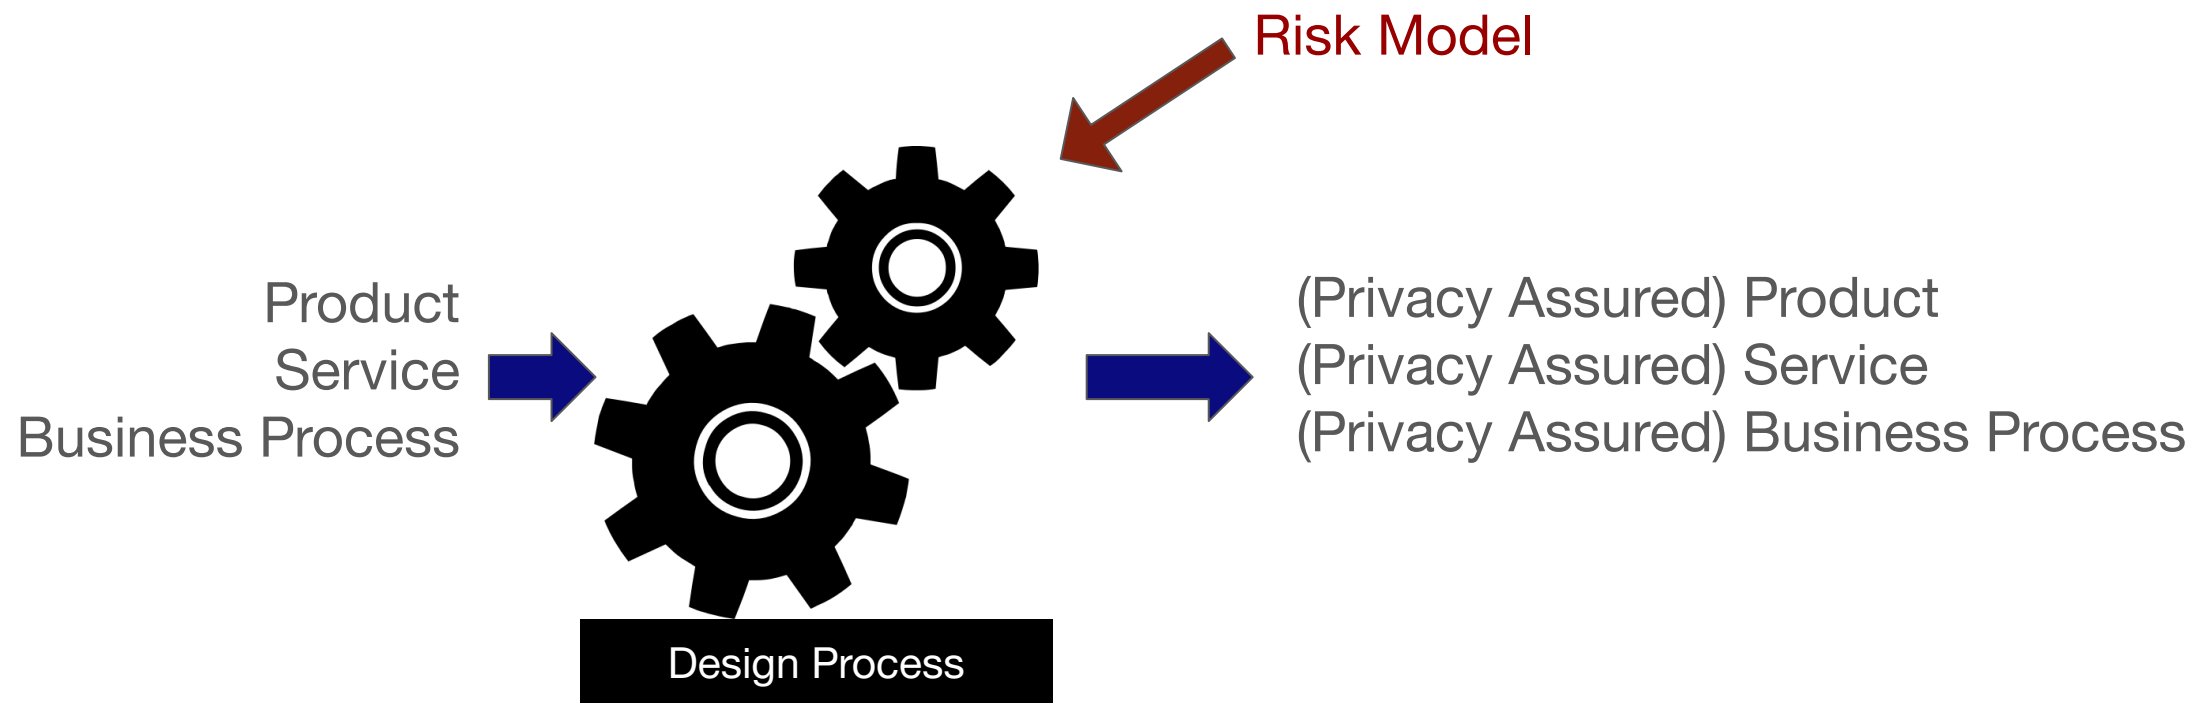 Risk Model
Product
Service
Business Process
(Privacy Assured) Product
(Privacy Assured) Service
(Privacy Assured) Business Process
Design Process